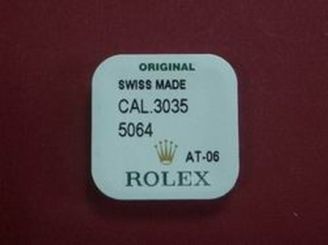 ORIGINAL
SWISS MADE
CAL.3035
5064
AT-06
ROLEX